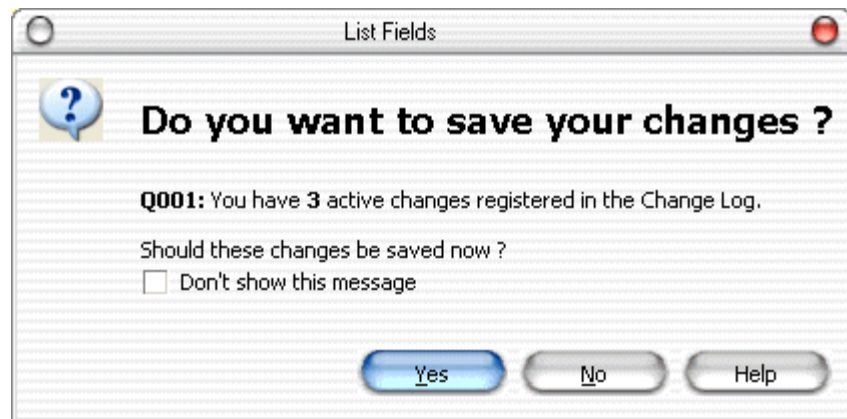 List Fields
?
Do you want to save your changes ?
Q001: You have 3 active changes registered in the Change Log.
Should these changes be saved now ?
Don't show this message
Yes No Help